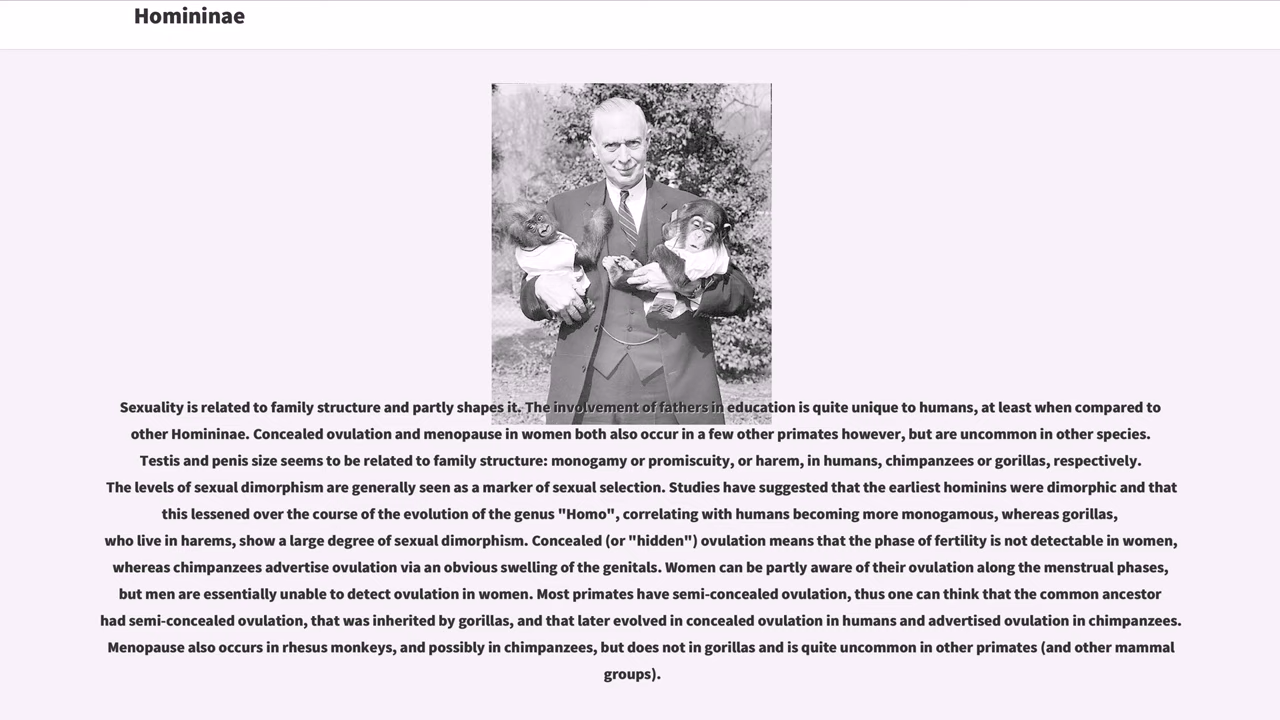 Homininae
Sexuality is related to family structure and partly shapes it. The involvement of fathers in education is quite unique to humans, at least when compared to
other Homininae. Concealed ovulation and menopause in women both also occur in a few other primates however, but are uncommon in other species.
Testis and penis size seems to be related to family structure: monogamy or promiscuity, or harem, in humans, chimpanzees or gorillas, respectively.
The levels of sexual dimorphism are generally seen as a marker of sexual selection. Studies have suggested that the earliest hominins were dimorphic and that
this lessened over the course of the evolution of the genus "Homo", correlating with humans becoming more monogamous, whereas gorillas,
who live in harems, show a large degree of sexual dimorphism. Concealed (or "hidden") ovulation means that the phase of fertility is not detectable in women,
whereas chimpanzees advertise ovulation via an obvious swelling of the genitals. Women can be partly aware of their ovulation along the menstrual phases,
but men are essentially unable to detect ovulation in women. Most primates have semi-concealed ovulation, thus one can think that the common ancestor
had semi-concealed ovulation, that was inherited by gorillas, and that later evolved in concealed ovulation in humans and advertised ovulation in chimpanzees.
Menopause also occurs in rhesus monkeys, and possibly in chimpanzees, but does not in gorillas and is quite uncommon in other primates (and other mammal
groups).